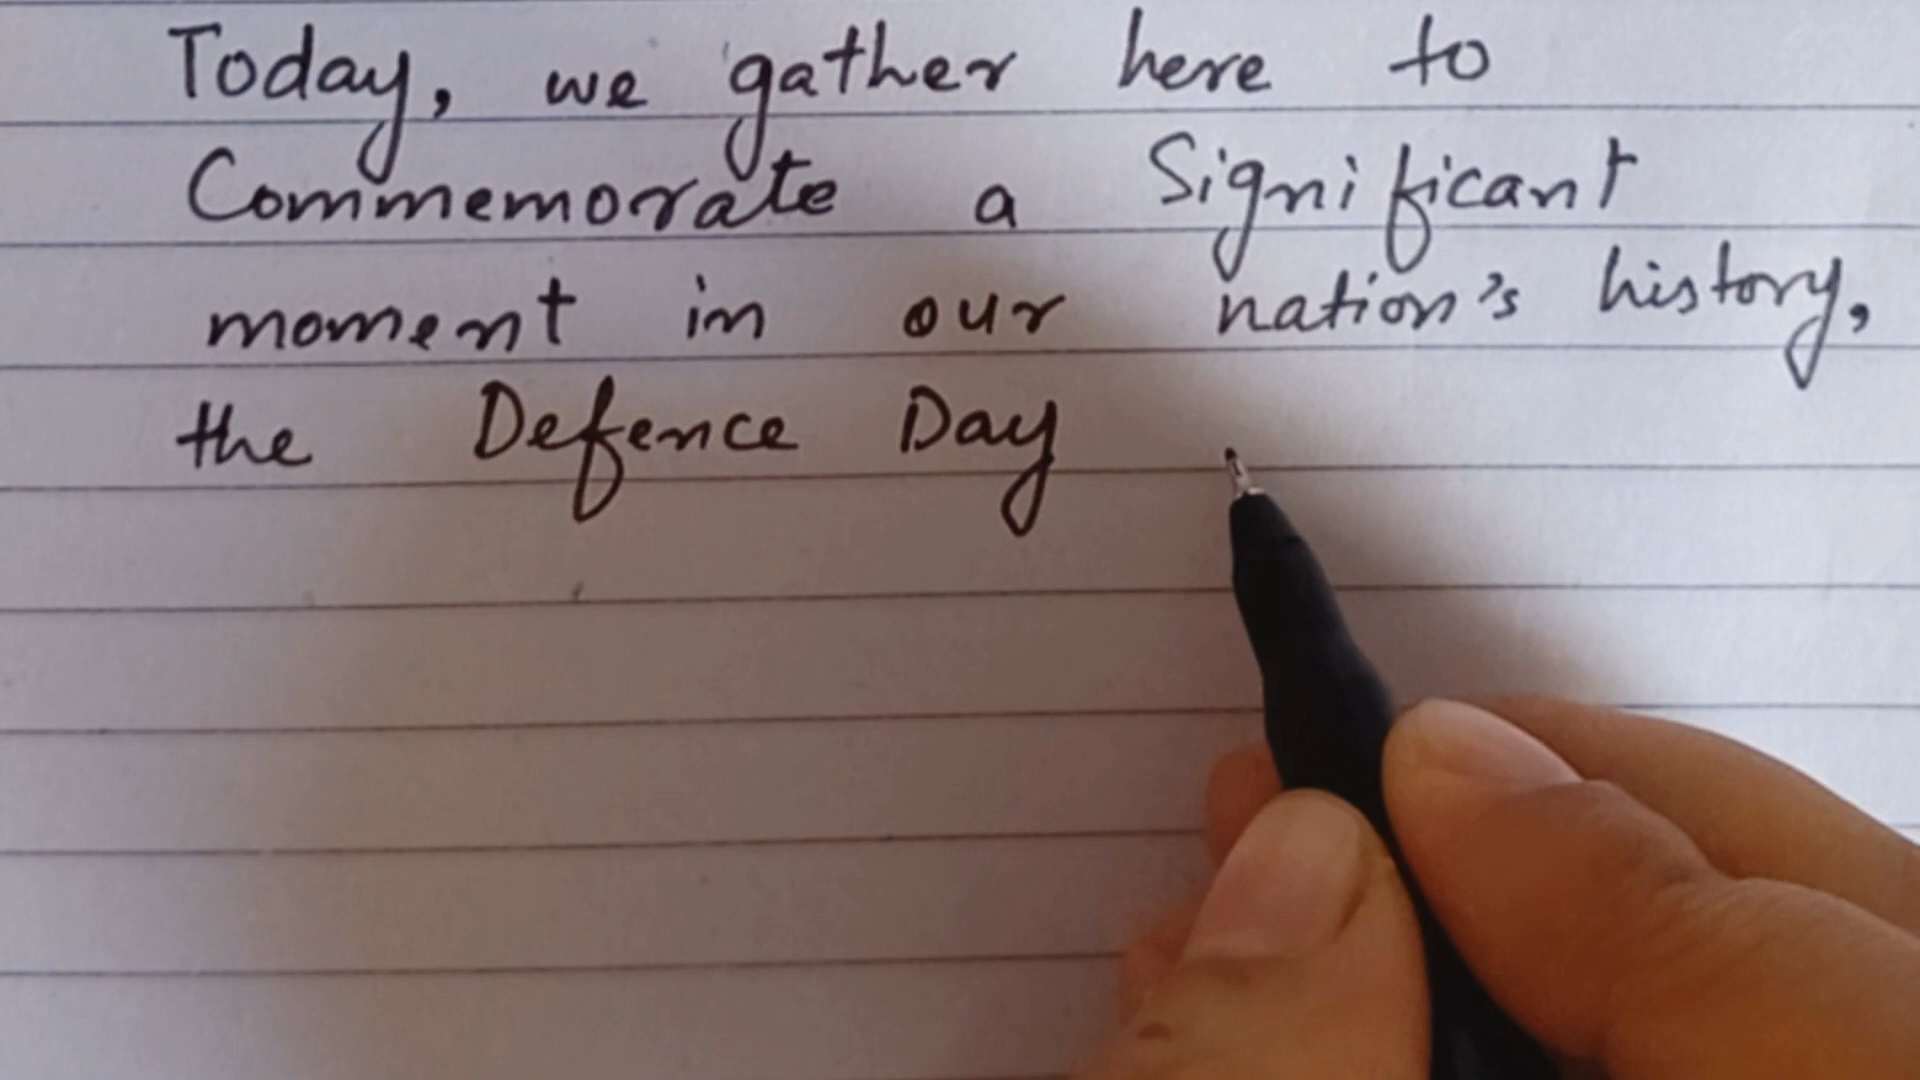 Today, we gather here to
Commemorate a Significant
moment in our nation's history,
the Defence Day